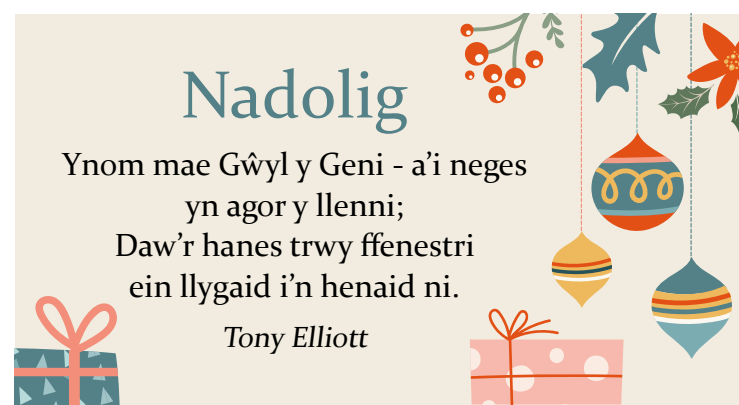 Nadolig
Ynom mae Gŵyl y Geni - a’i neges
yn agor y llenni;
Daw’r hanes trwy ffenestri
ein llygaid i’n henaid ni.
Tony Elliott